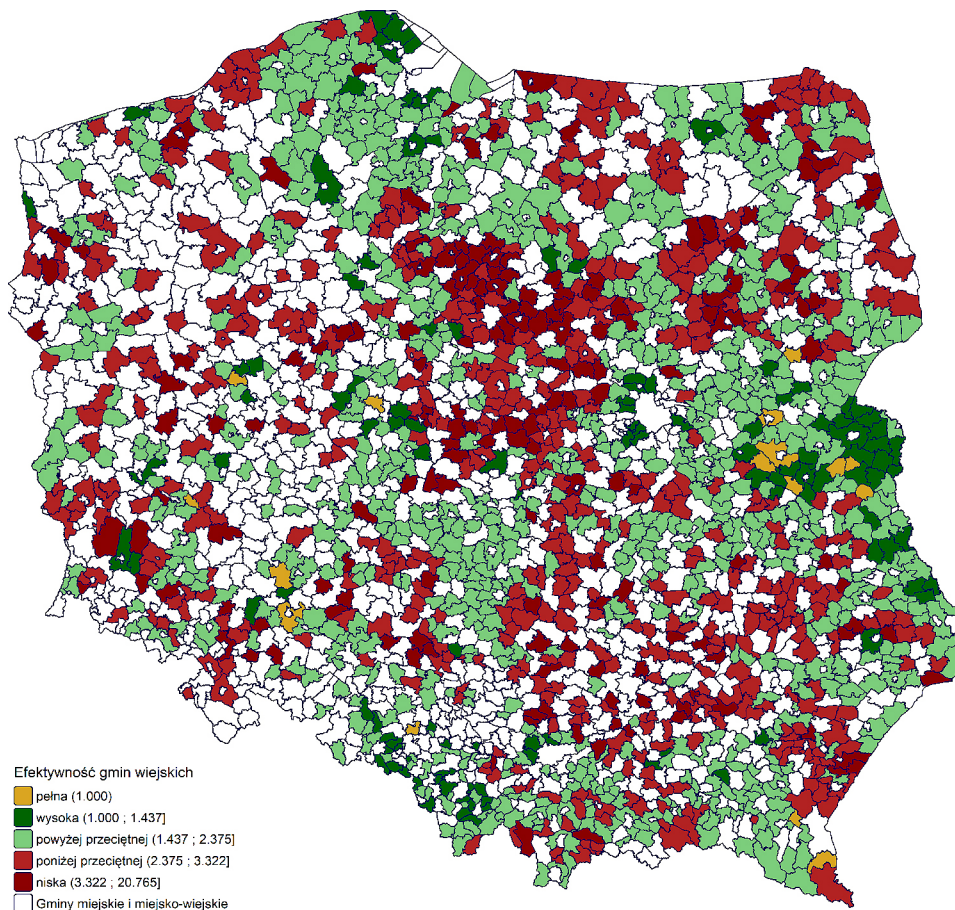 Efektywność gmin wiejskich
pełna (1.000)
wysoka (1.000 ; 1.437]
powyżej przeciętnej (1.437 ; 2.375]
poniżej przeciętnej (2.375 ; 3.322]
niska (3.322 ; 20.765]
Gminy miejskie i miejsko-wiejskie